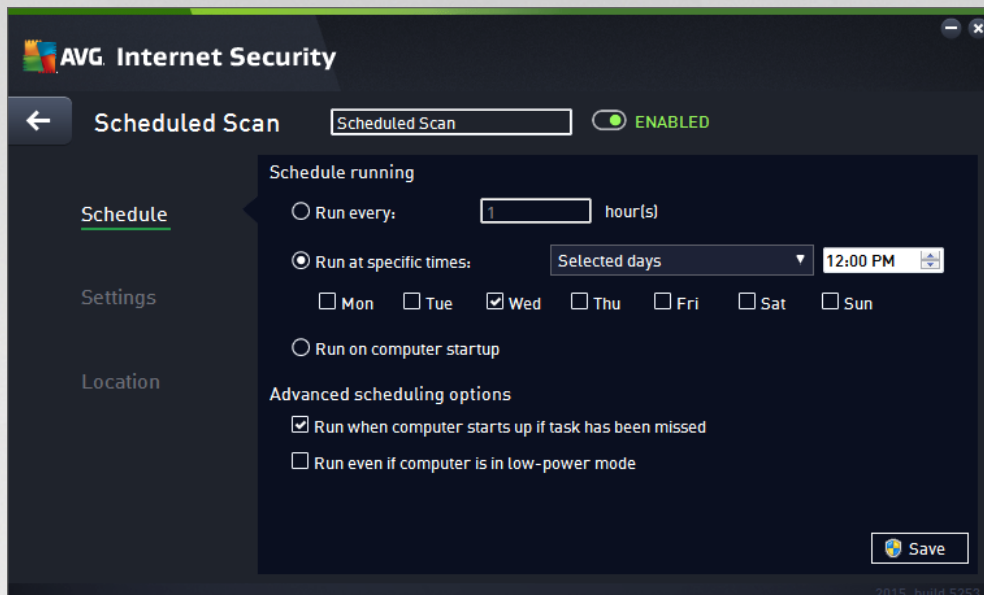 AVG. Internet Security
Scheduled Scan
Scheduled Scan
ENABLED
Schedule
Settings
Location
Schedule running
Run every:
1
hour(s)
Run at specific times:
Selected days
12:00 PM
Mon Tue Wed Thu Fri Sat Sun
Run on computer startup
Advanced scheduling options
Run when computer starts up if task has been missed
Run even if computer is in low-power mode
Save
2015, build 5253